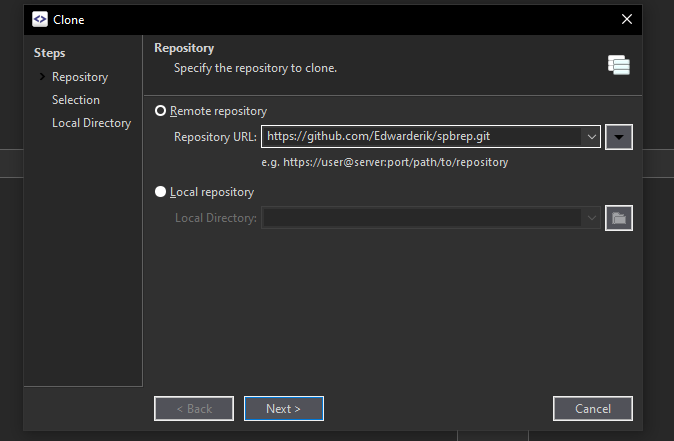 Clone
Steps
Repository
Selection
Local Directory
Repository
Specify the repository to clone.
Remote repository
Repository URL: https://github.com/Edwarderik/spbrep.git
e.g. https://user@server:port/path/to/repository
Local repository
Local Directory:
< Back
Next >
Cancel